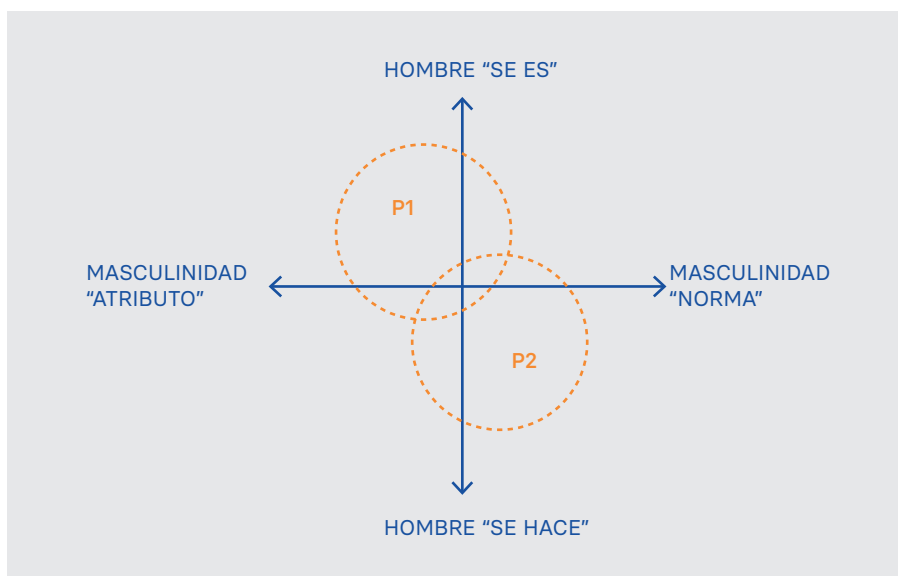 HOMBRE “SE ES”
P1
MASCULINIDAD
“ATRIBUTO”
MASCULINIDAD
“NORMA”
P2
HOMBRE “SE HACE”